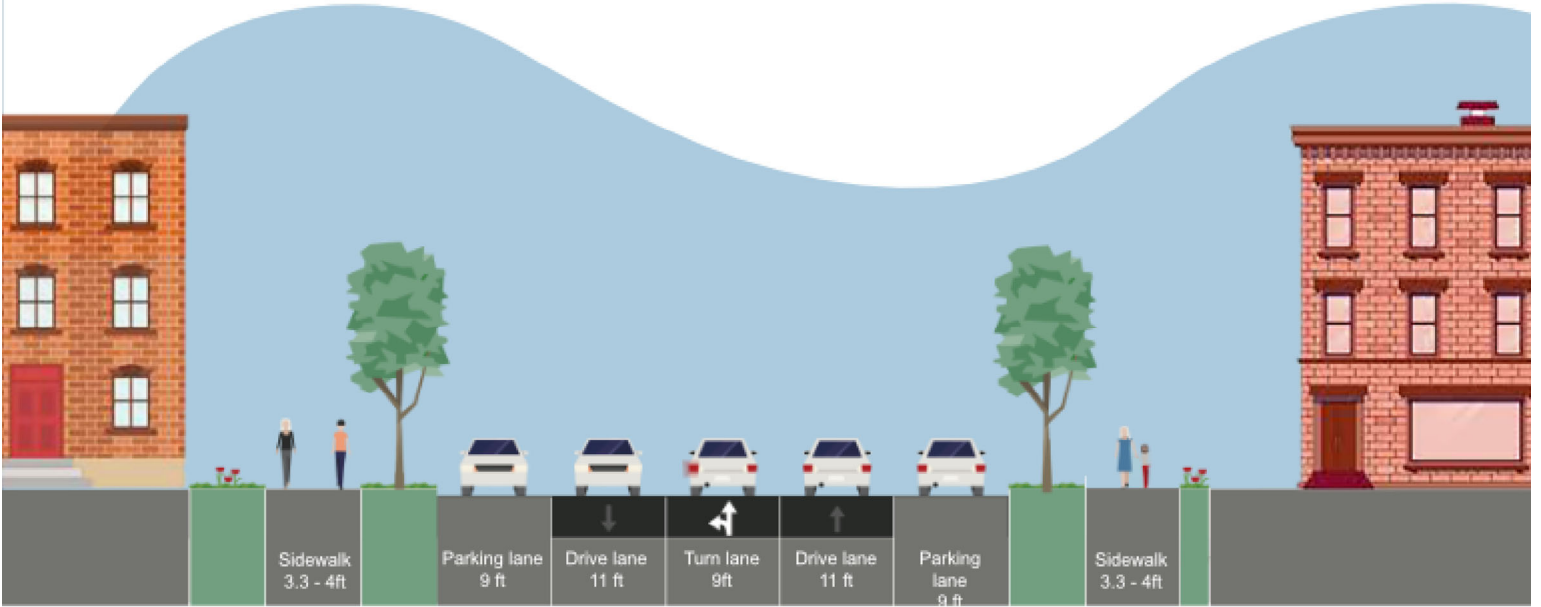 Sidewalk
3.3 - 4ft
Parking lane
9 ft
Drive lane
11 ft
Turn lane
9ft
Drive lane
11 ft
Parking
lane
9 ft
Sidewalk
3.3 - 4ft